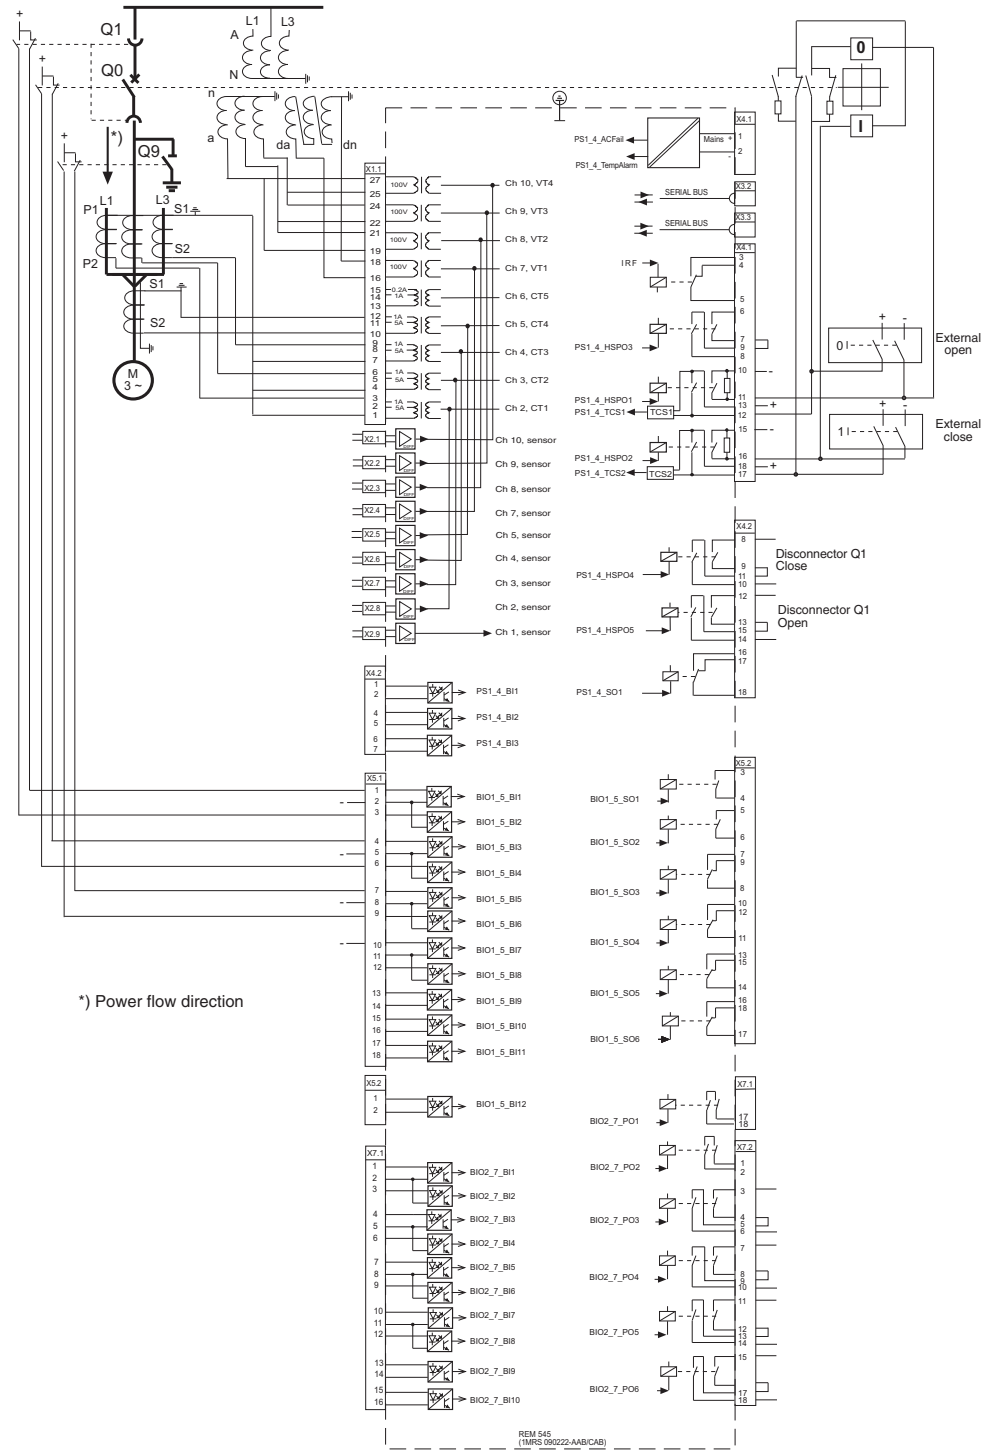 +
Q1
+
Q0
+
*)
Q9
L1
L3
A
N
n
a
da
dn
L1
L3
P1
P2
S1
S2
S1
S2
M
3 ~
*) Power flow direction
X1.1
27
25
24
22
21
19
18
16
15
14
13
12
11
10
9
8
7
6
5
4
3
2
1
100V
100V
100V
100V
0.2A
1A
1A
5A
1A
5A
1A
5A
1A
5A
Ch 10, VT4
Ch 9, VT3
Ch 8, VT2
Ch 7, VT1
Ch 6, CT5
Ch 5, CT4
Ch 4, CT3
Ch 3, CT2
Ch 2, CT1
X2.1 DIFF Ch 10, sensor
X2.2 DIFF Ch 9, sensor
X2.3 DIFF Ch 8, sensor
X2.4 DIFF Ch 7, sensor
X2.5 DIFF Ch 5, sensor
X2.6 DIFF Ch 4, sensor
X2.7 DIFF Ch 3, sensor
X2.8 DIFF Ch 2, sensor
X2.9 DIFF Ch 1, sensor
X4.2
1
2 PS1_4_BI1
4
5 PS1_4_BI2
6
7 PS1_4_BI3
X5.1
1 BIO1_5_BI1
- 2
3 BIO1_5_BI2
4 BIO1_5_BI3
- 5
6 BIO1_5_BI4
7 BIO1_5_BI5
- 8
9 BIO1_5_BI6
- 10 BIO1_5_BI7
11
12 BIO1_5_BI8
13
14 BIO1_5_BI9
15
16 BIO1_5_BI10
17
18 BIO1_5_BI11
X5.2
1
2 BIO1_5_BI12
X7.1
1 BIO2_7_BI1
2
3 BIO2_7_BI2
4 BIO2_7_BI3
5
6 BIO2_7_BI4
7 BIO2_7_BI5
8
9 BIO2_7_BI6
10 BIO2_7_BI7
11
12 BIO2_7_BI8
13
14 BIO2_7_BI9
15
16 BIO2_7_BI10
X4.1
PS1_4_ACFail
PS1_4_TempAlarm
Mains +
-
1
2
X3.2
SERIAL BUS
X3.3
SERIAL BUS
X4.1
IRF
3
4
5
6
PS1_4_HSPO3
7
9
8
10 -
PS1_4_HSPO1
PS1_4_TCS1
TCS1
11
13 +
12
15 -
PS1_4_HSPO2
PS1_4_TCS2
TCS2
16
18 +
17
0
I
+ -
0
External
open
+ -
1
External
close
X4.2
8
PS1_4_HSPO4
9
11
10
Disconnector Q1
Close
12
PS1_4_HSPO5
13
15
14
Disconnector Q1
Open
16
17
PS1_4_SO1
18
X5.2
3
BIO1_5_SO1 4
5
BIO1_5_SO2 6
7
9
BIO1_5_SO3 8
10
12
BIO1_5_SO4 11
13
15
BIO1_5_SO5 14
16
18
BIO1_5_SO6 17
X7.1
BIO2_7_PO1
17
18
X7.2
BIO2_7_PO2
1
2
3
BIO2_7_PO3
4
5
6
7
BIO2_7_PO4
8
9
10
11
BIO2_7_PO5
12
13
14
15
BIO2_7_PO6
17
18
REM 545
(1MRS 090222-AAB/CAB)